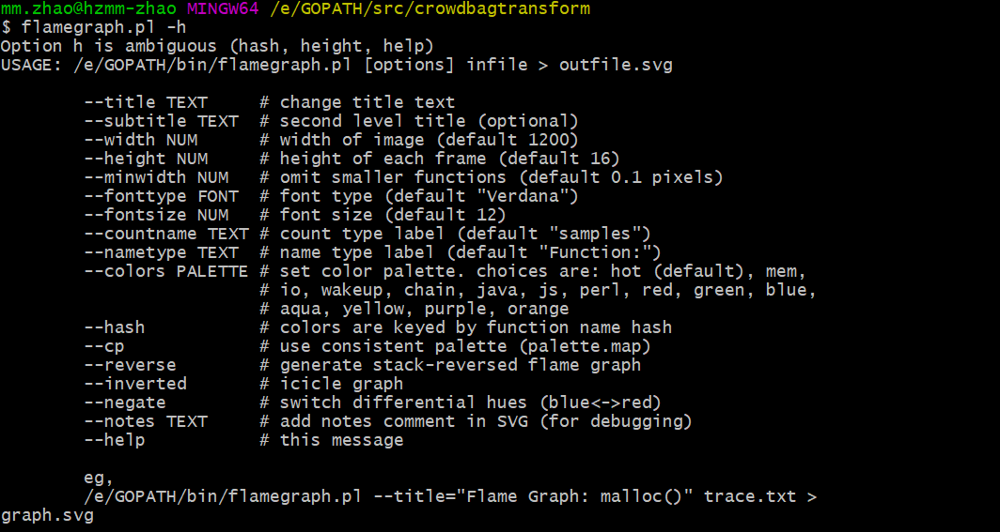 mm.zhao@hzmm-zhao MINGW64 /e/GOPATH/src/crowdbagtransform
$ flamegraph.pl -h
Option h is ambiguous (hash, height, help)
USAGE: /e/GOPATH/bin/flamegraph.pl [options] infile > outfile.svg
--title TEXT     # change title text
--subtitle TEXT  # second level title (optional)
--width NUM      # width of image (default 1200)
--height NUM     # height of each frame (default 16)
--minwidth NUM   # omit smaller functions (default 0.1 pixels)
--fonttype FONT  # font type (default "Verdana")
--fontsize NUM   # font size (default 12)
--countname TEXT # count type label (default "samples")
--nametype TEXT  # name type label (default "Function:")
--colors PALETTE # set color palette. choices are: hot (default), mem,
                 # io, wakeup, chain, java, js, perl, red, green, blue,
                 # aqua, yellow, purple, orange
--hash           # colors are keyed by function name hash
--cp             # use consistent palette (palette.map)
--reverse        # generate stack-reversed flame graph
--inverted       # icicle graph
--negate         # switch differential hues (blue<->red)
--notes TEXT     # add notes comment in SVG (for debugging)
--help           # this message
eg,
/e/GOPATH/bin/flamegraph.pl --title="Flame Graph: malloc()" trace.txt >
graph.svg